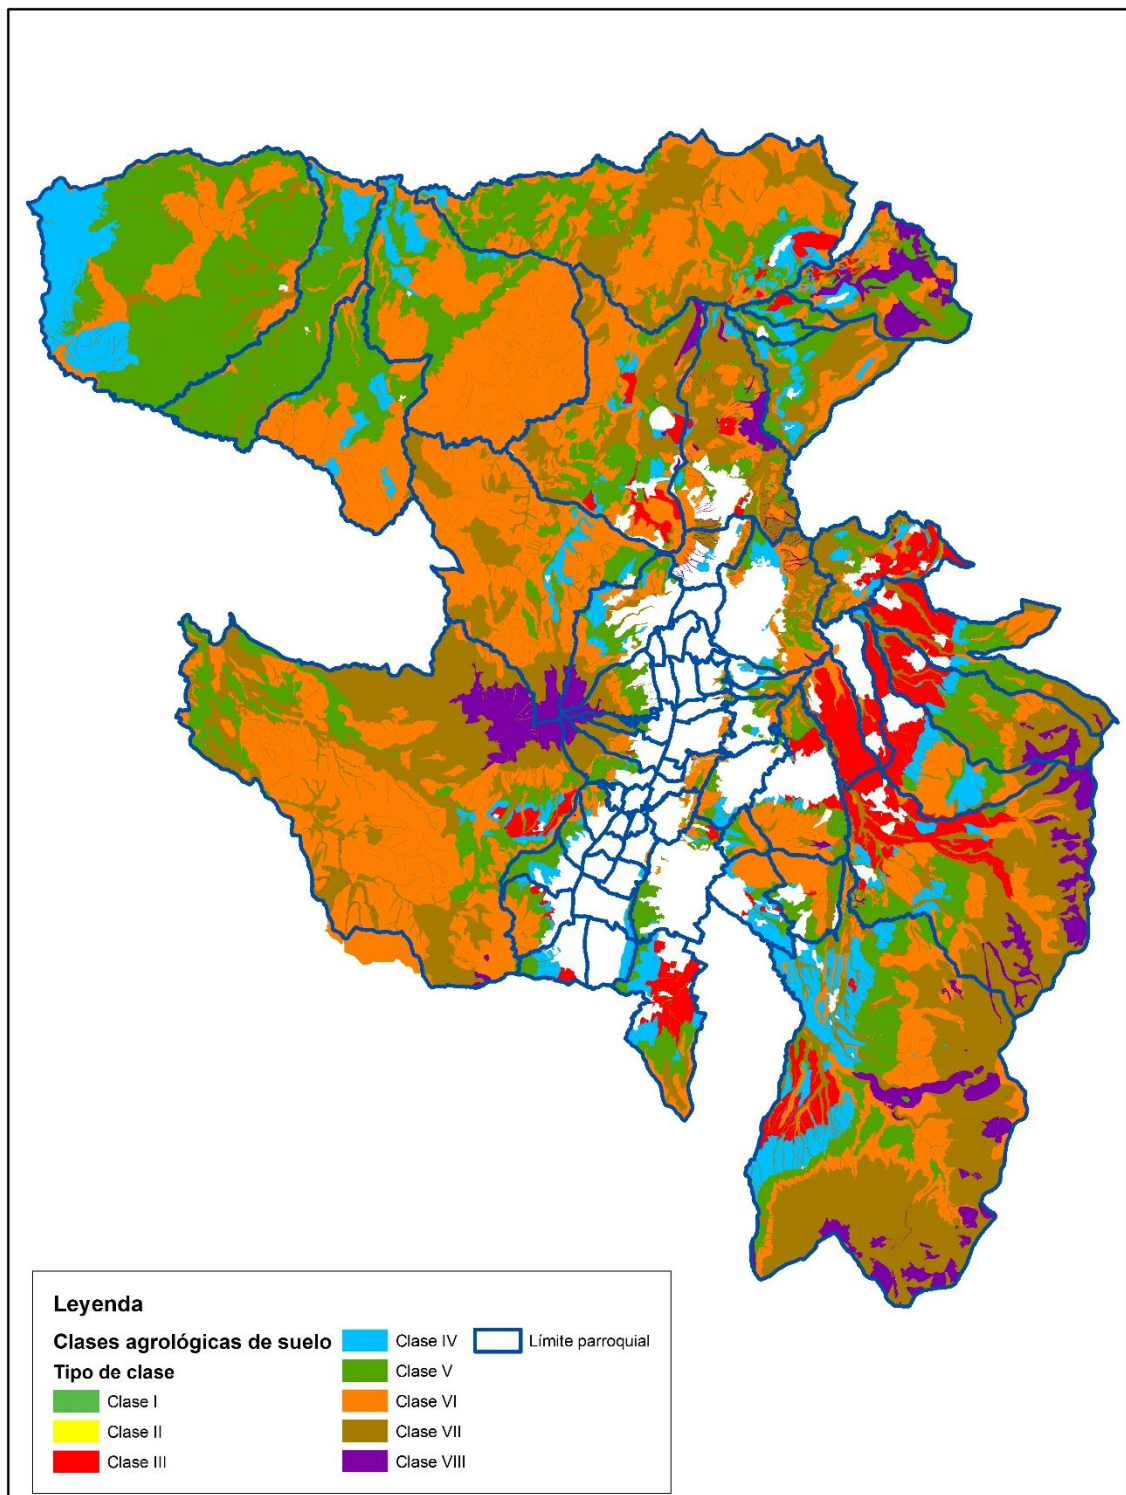 Leyenda
Clases agrológicas de suelo
Tipo de clase
Clase I
Clase II
Clase III
Clase IV
Clase V
Clase VI
Clase VII
Clase VIII
Límite parroquial